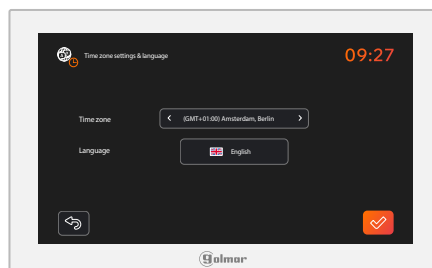 Time zone settings & language
09:27
Time zone
(GMT+01:00) Amsterdam, Berlin
Language
English
golmar